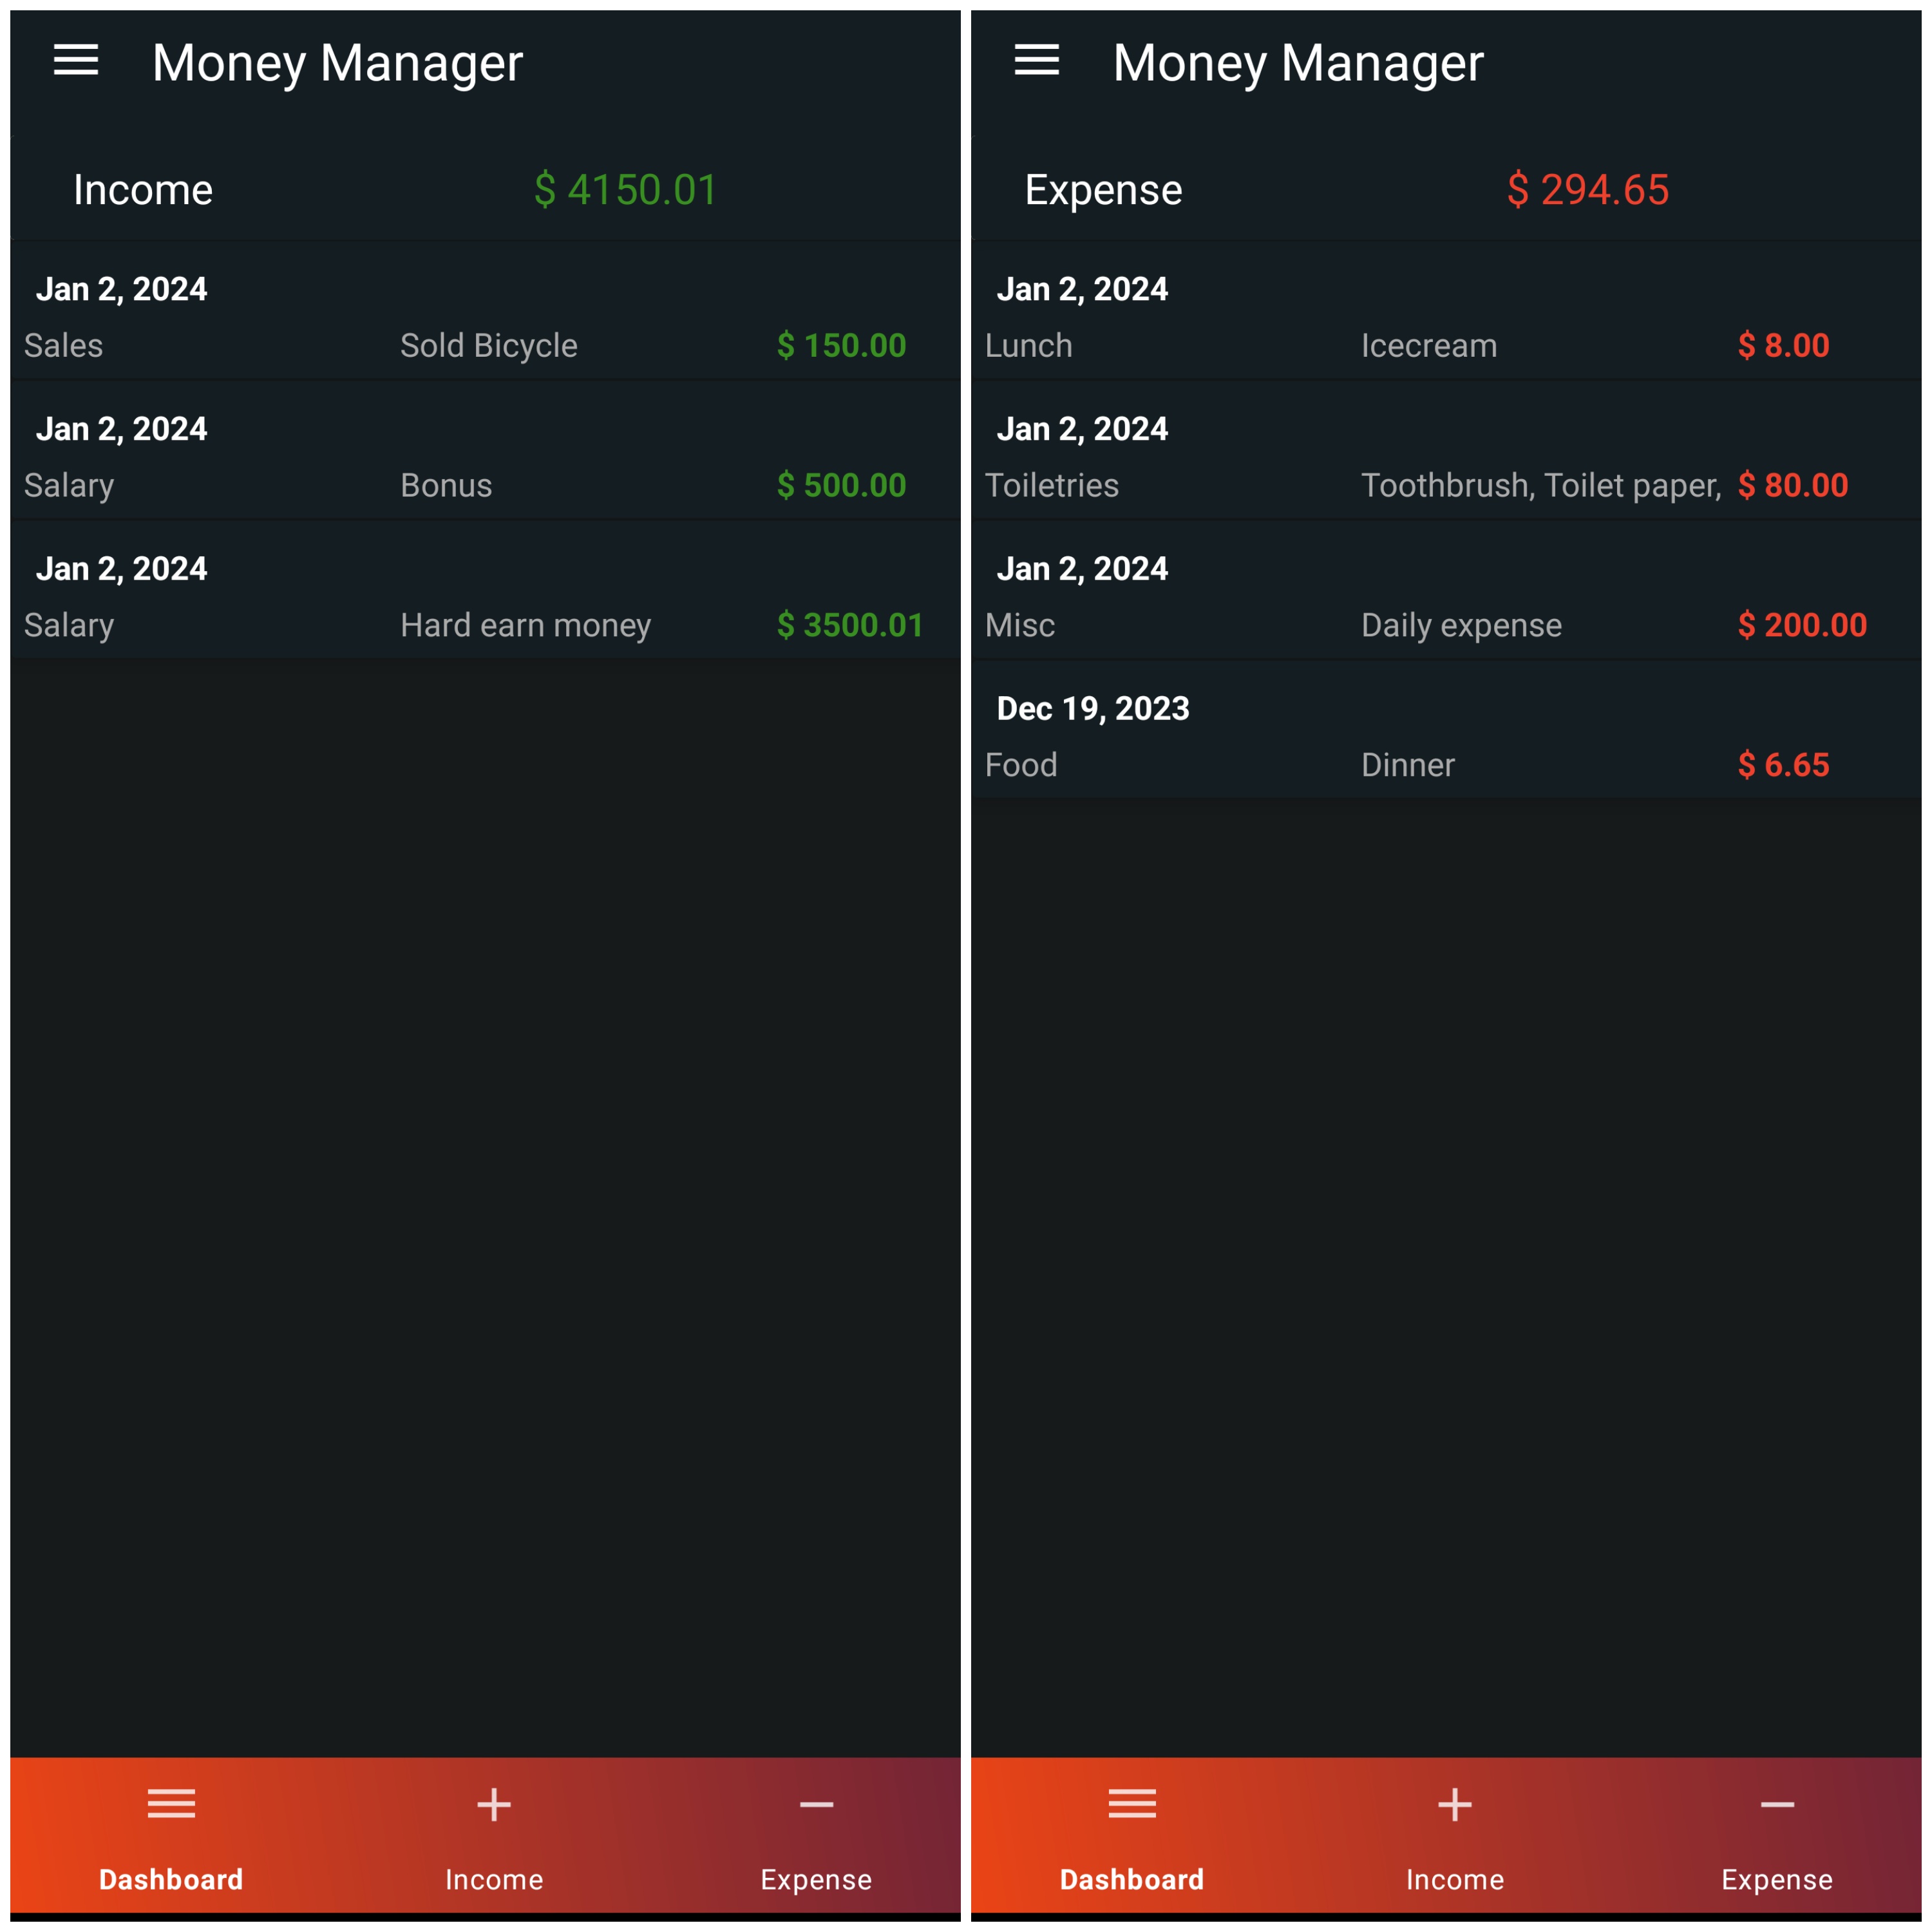 Money Manager
Income $ 4150.01
Jan 2, 2024
Sales Sold Bicycle $ 150.00
Jan 2, 2024
Salary Bonus $ 500.00
Jan 2, 2024
Salary Hard earn money $ 3500.01
Dashboard Income Expense
Money Manager
Expense $ 294.65
Jan 2, 2024
Lunch Icecream $ 8.00
Jan 2, 2024
Toiletries Toothbrush, Toilet paper, $ 80.00
Jan 2, 2024
Misc Daily expense $ 200.00
Dec 19, 2023
Food Dinner $ 6.65
Dashboard Income Expense